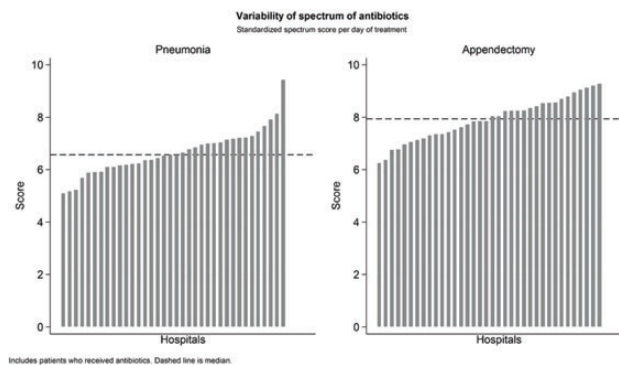 Variability of spectrum of antibiotics
Standardized spectrum score per day of treatment
Pneumonia
10
8
6
4
2
0
Score
Hospitals
Appendectomy
10
8
6
4
2
0
Score
Hospitals
Includes patients who received antibiotics. Dashed line is median.